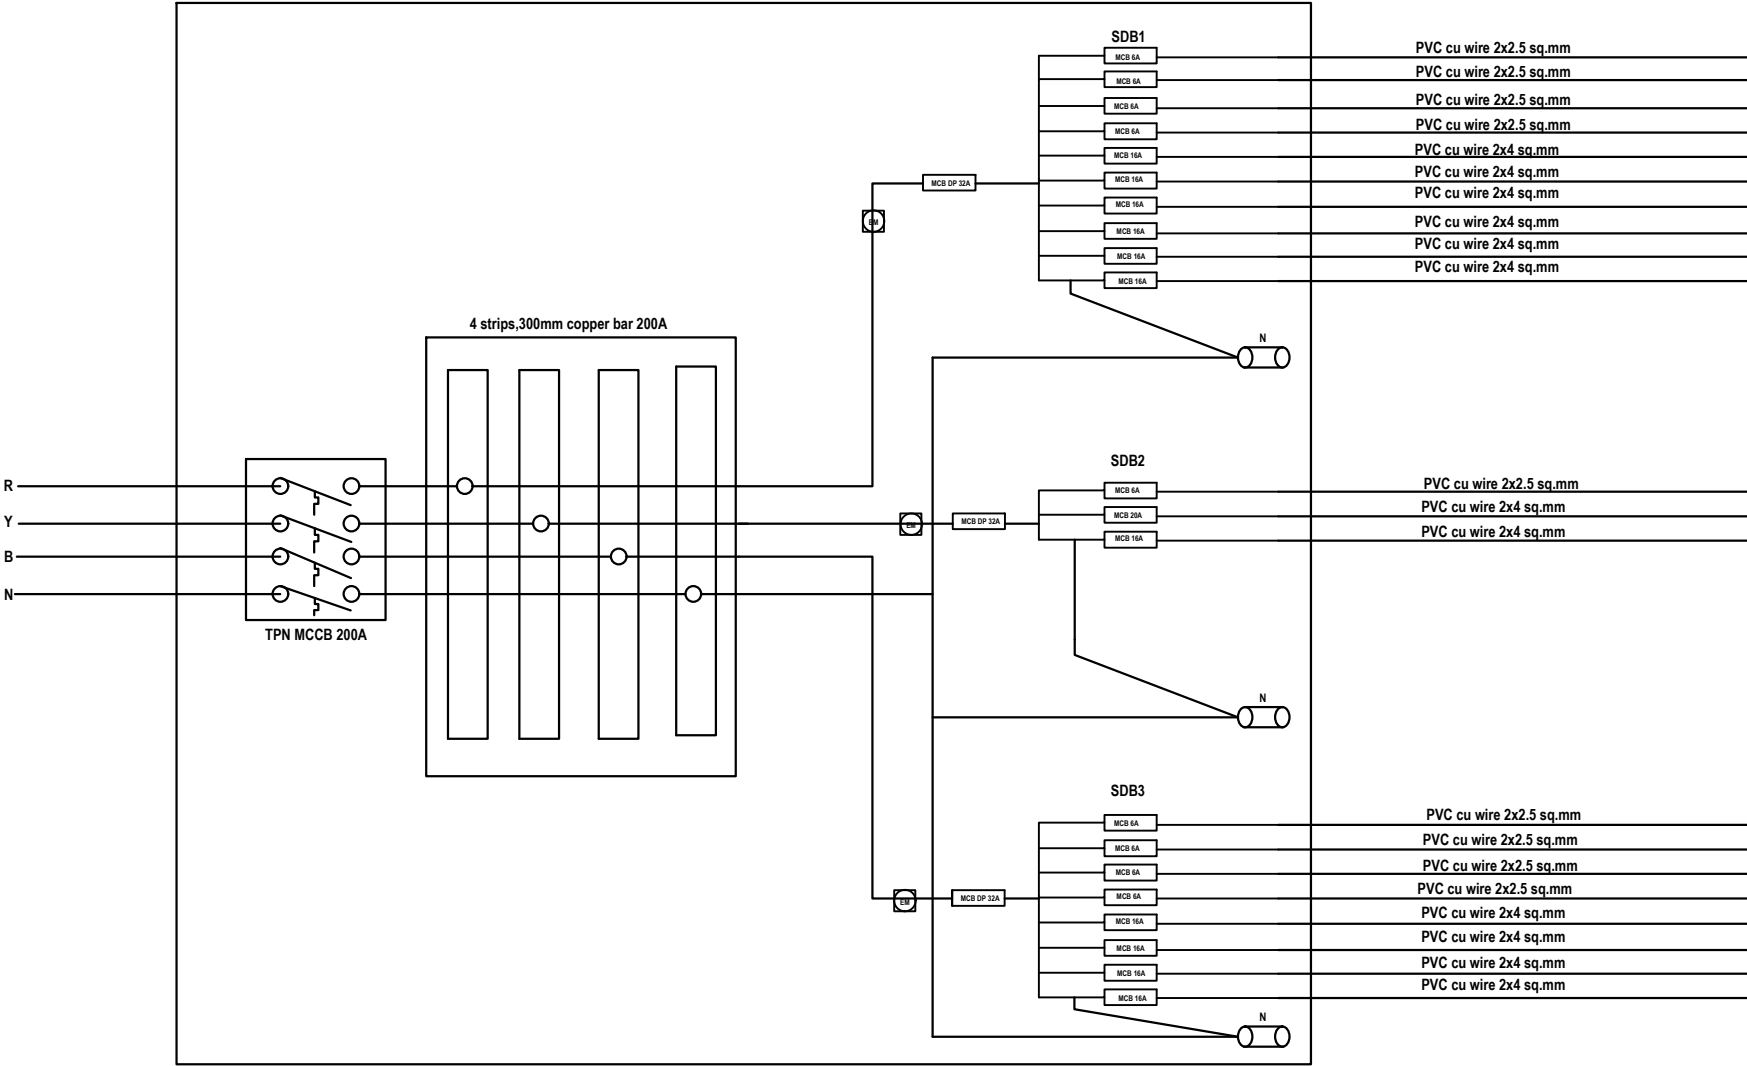 SDB1
MCB 6A
PVC cu wire 2x2.5 sq.mm
MCB 6A
PVC cu wire 2x2.5 sq.mm
MCB 6A
PVC cu wire 2x2.5 sq.mm
MCB 6A
PVC cu wire 2x2.5 sq.mm
MCB 16A
PVC cu wire 2x4 sq.mm
MCB 16A
PVC cu wire 2x4 sq.mm
MCB 16A
PVC cu wire 2x4 sq.mm
MCB 16A
PVC cu wire 2x4 sq.mm
MCB 16A
PVC cu wire 2x4 sq.mm
MCB 16A
PVC cu wire 2x4 sq.mm
MCB DP 32A
EM
N
4 strips,300mm copper bar 200A
R
Y
B
N
TPN MCCB 200A
SDB2
EM
MCB DP 32A
MCB 6A
PVC cu wire 2x2.5 sq.mm
MCB 20A
PVC cu wire 2x4 sq.mm
MCB 16A
PVC cu wire 2x4 sq.mm
N
SDB3
EM
MCB DP 32A
MCB 6A
PVC cu wire 2x2.5 sq.mm
MCB 6A
PVC cu wire 2x2.5 sq.mm
MCB 6A
PVC cu wire 2x2.5 sq.mm
MCB 6A
PVC cu wire 2x2.5 sq.mm
MCB 16A
PVC cu wire 2x4 sq.mm
MCB 16A
PVC cu wire 2x4 sq.mm
MCB 16A
PVC cu wire 2x4 sq.mm
MCB 16A
PVC cu wire 2x4 sq.mm
N